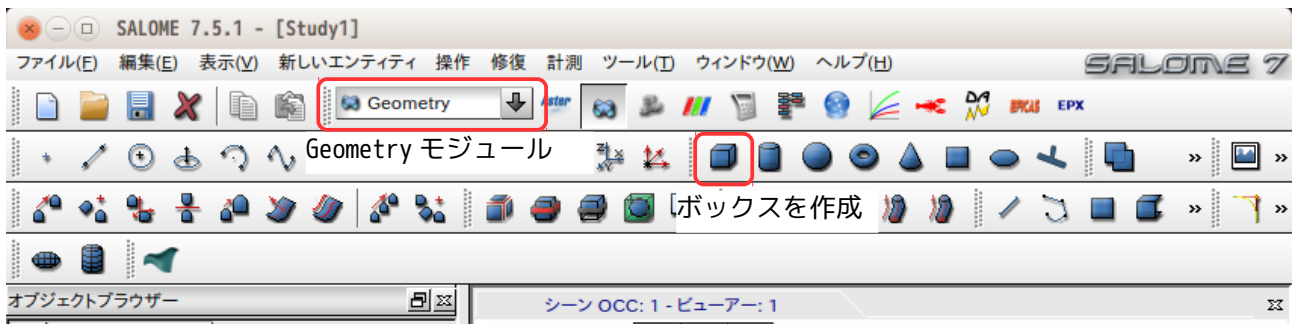 SALOME 7.5.1 - [Study1]
ファイル(F) 編集(E) 表示(V) 新しいエンティティ 操作 修復 計測 ツール(T) ウィンドウ(W) ヘルプ(H) SALOME 7
Geometry Aster EPX
Geometry モジュール
ボックスを作成
オブジェクトブラウザー シーン OCC: 1 - ビューアー: 1